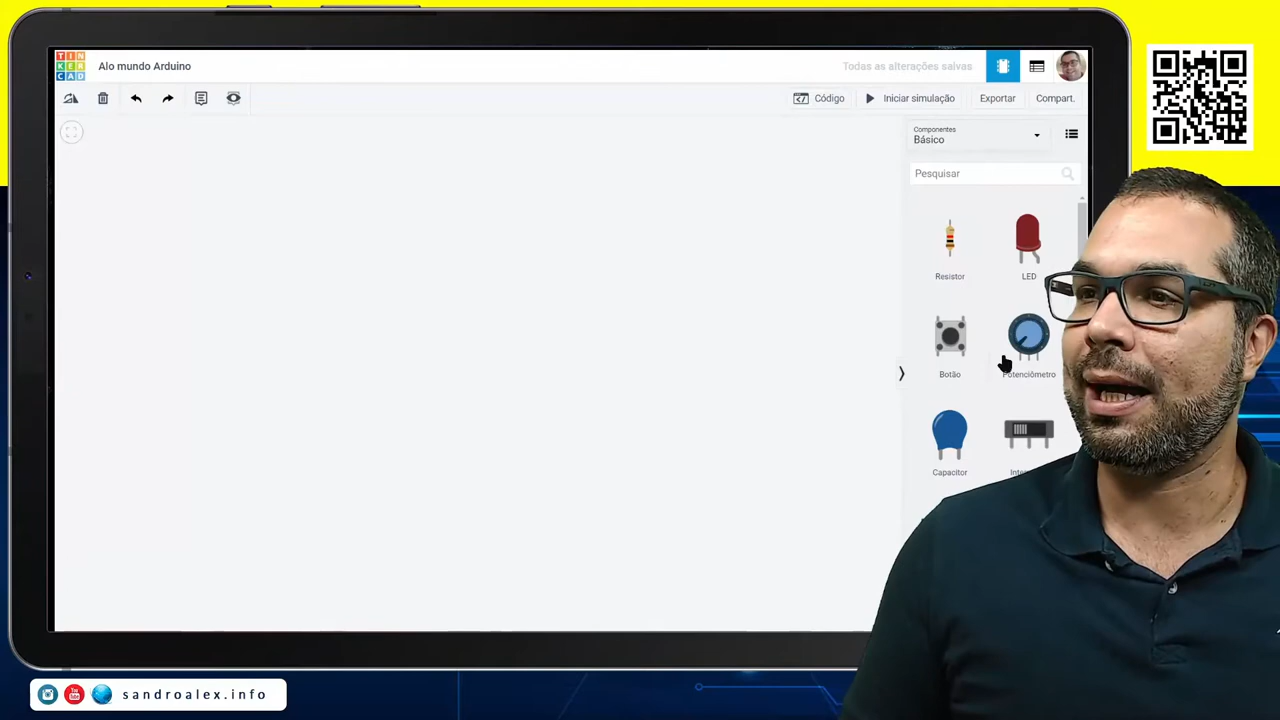 TIN
KER
CAD
Alo mundo Arduino
Todas as alterações salvas
Código
Iniciar simulação
Exportar
Compart.
Componentes
Básico
Pesquisar
Resistor
LED
Botão
Potenciômetro
Capacitor
sandroalex.info